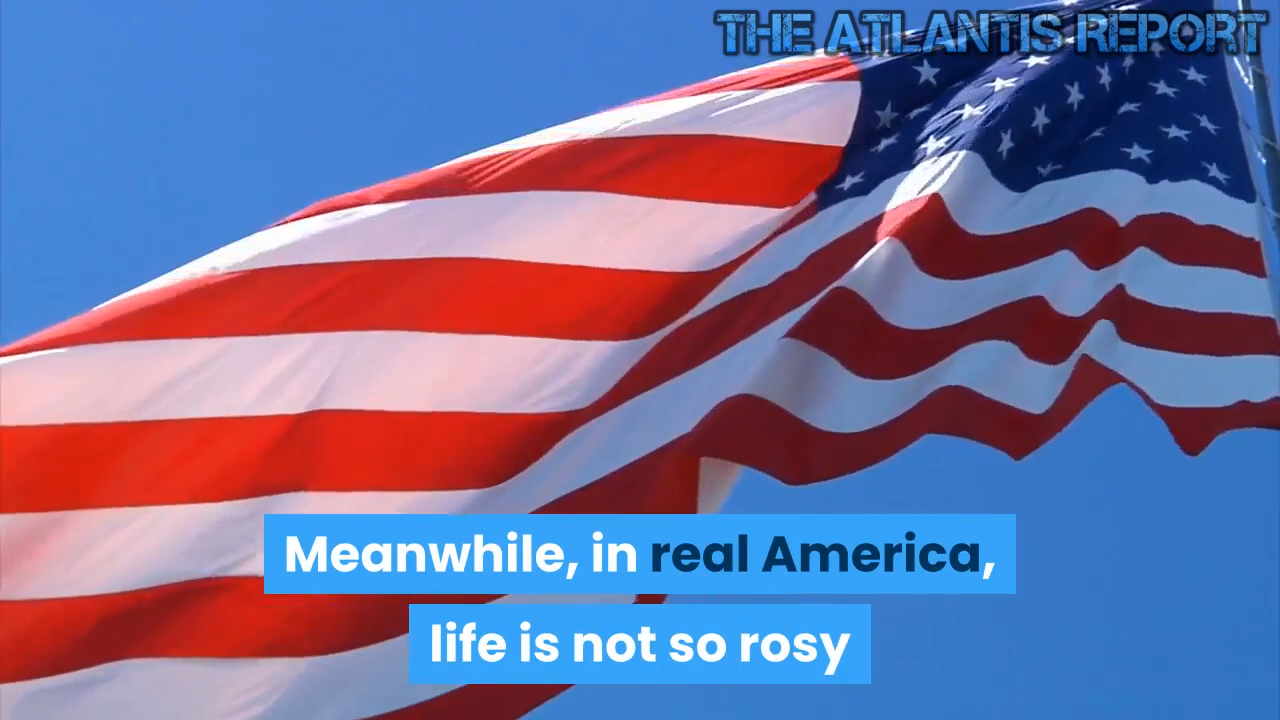 THE ATLANTIS REPORT
Meanwhile, in real America,
life is not so rosy